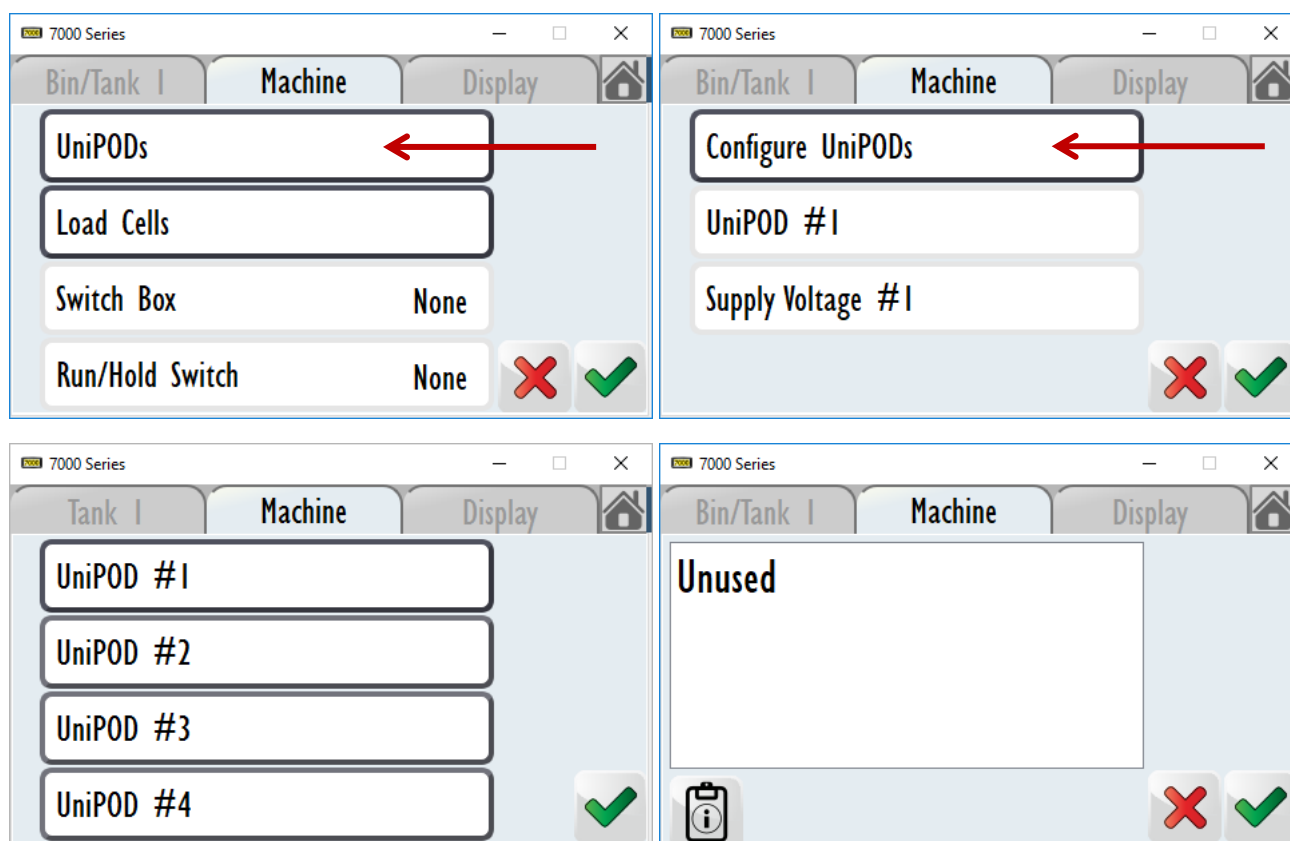 7000 Series
Bin/Tank 1 Machine Display
UniPODs
Load Cells
Switch Box None
Run/Hold Switch None
7000 Series
Bin/Tank 1 Machine Display
Configure UniPODs
UniPOD #1
Supply Voltage #1
7000 Series
Tank 1 Machine Display
UniPOD #1
UniPOD #2
UniPOD #3
UniPOD #4
7000 Series
Bin/Tank 1 Machine Display
Unused